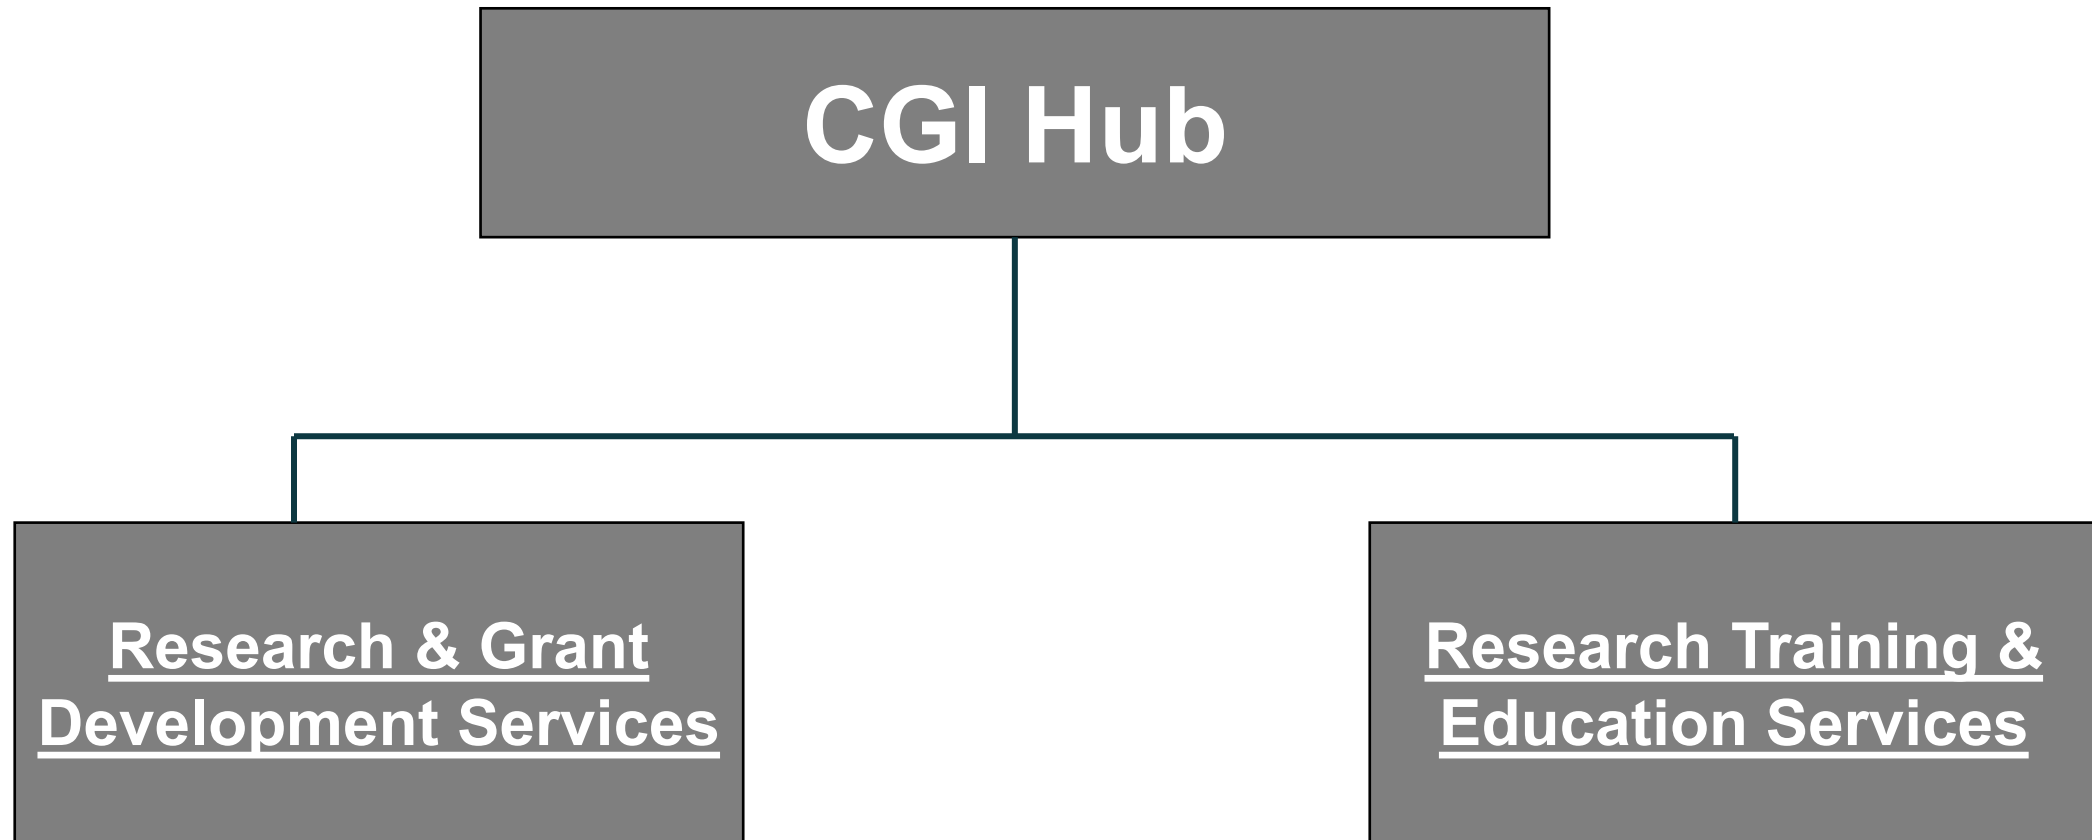 CGI Hub
Research & Grant
Development Services
Research Training &
Education Services